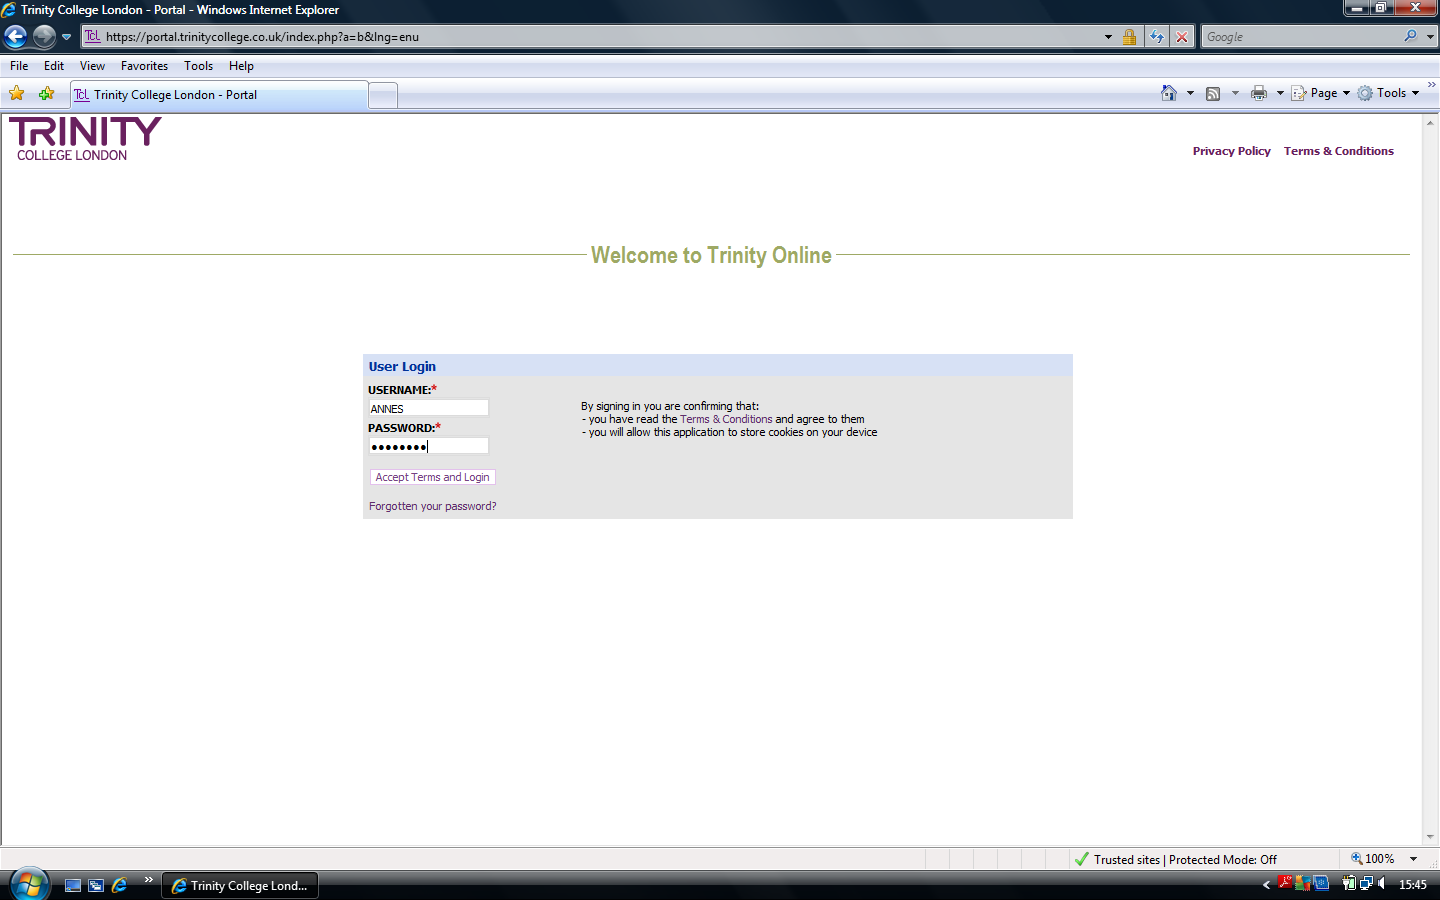 Trinity College London - Portal - Windows Internet Explorer
https://portal.trinitycollege.co.uk/index.php?a=b&lng=enu
Google
File Edit View Favorites Tools Help
TCL Trinity College London - Portal
Page Tools
TRINITY
COLLEGE LONDON
Privacy Policy Terms & Conditions
Welcome to Trinity Online
User Login
USERNAME:*
ANNES
By signing in you are confirming that:
- you have read the Terms & Conditions and agree to them
- you will allow this application to store cookies on your device
PASSWORD:*
••••••••
Accept Terms and Login
Forgotten your password?
Trusted sites | Protected Mode: Off
100%
Trinity College Lond...
15:45